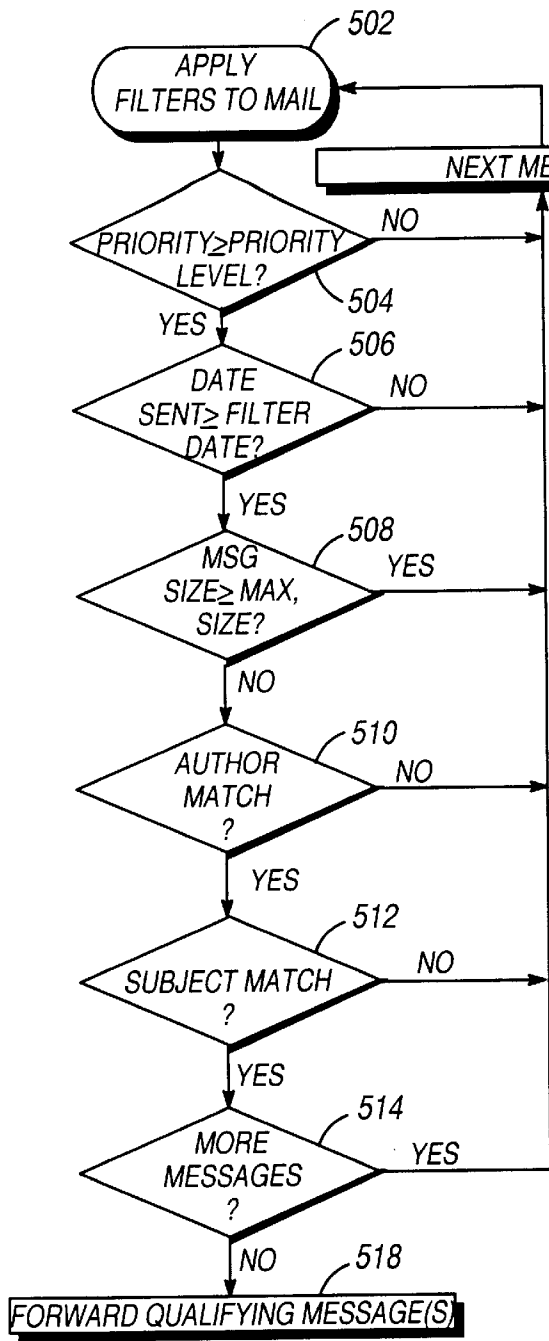 502
APPLY
FILTERS TO MAIL
NEXT ME
PRIORITY≥PRIORITY
LEVEL?
NO
504
YES
506
DATE
SENT≥ FILTER
DATE?
NO
YES
508
MSG
SIZE≥ MAX,
SIZE?
YES
NO
510
AUTHOR
MATCH
?
NO
YES
512
SUBJECT MATCH
?
NO
YES
514
MORE
MESSAGES
?
YES
NO
518
FORWARD QUALIFYING MESSAGE(S)